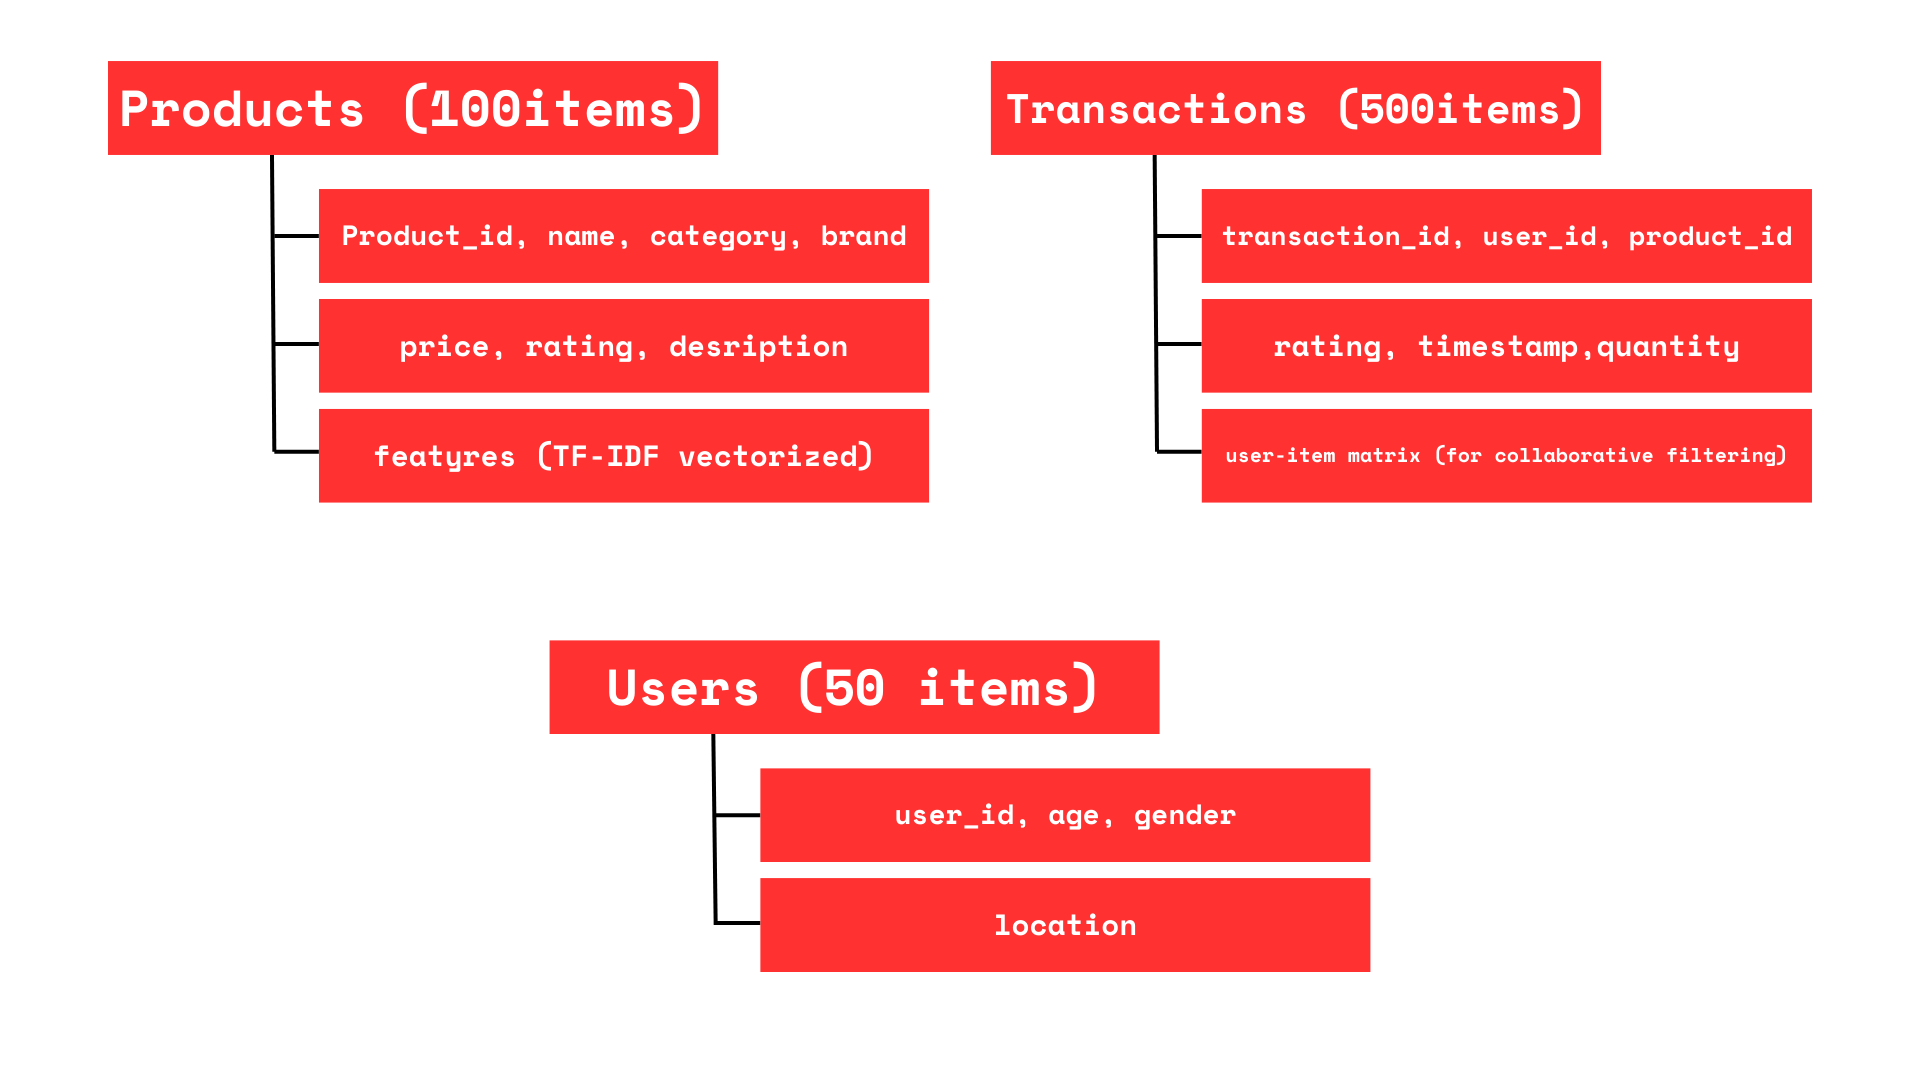 Products (100items)
Product_id, name, category, brand
price, rating, desription
featyres (TF-IDF vectorized)
Transactions (500items)
transaction_id, user_id, product_id
rating, timestamp,quantity
user-item matrix (for collaborative filtering)
Users (50 items)
user_id, age, gender
location